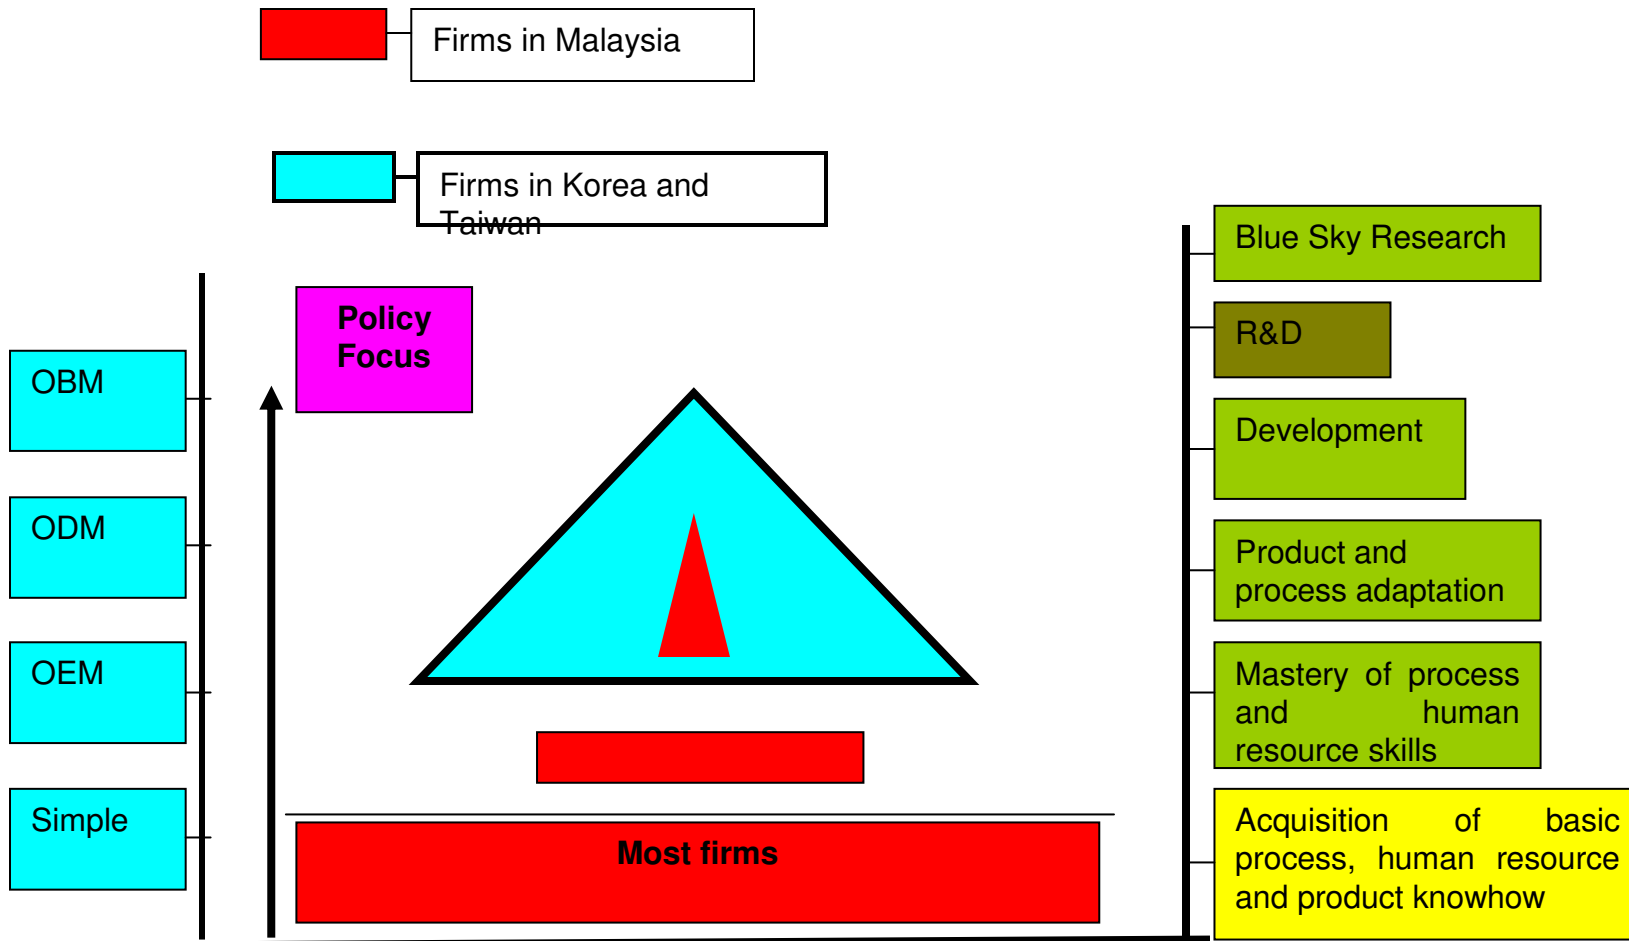 Firms in Malaysia
Firms in Korea and
Taiwan
Policy
Focus
OBM
ODM
OEM
Simple
Most firms
Blue Sky Research
R&D
Development
Product and
process adaptation
Mastery of process
and human
resource skills
Acquisition of basic
process, human resource
and product knowhow